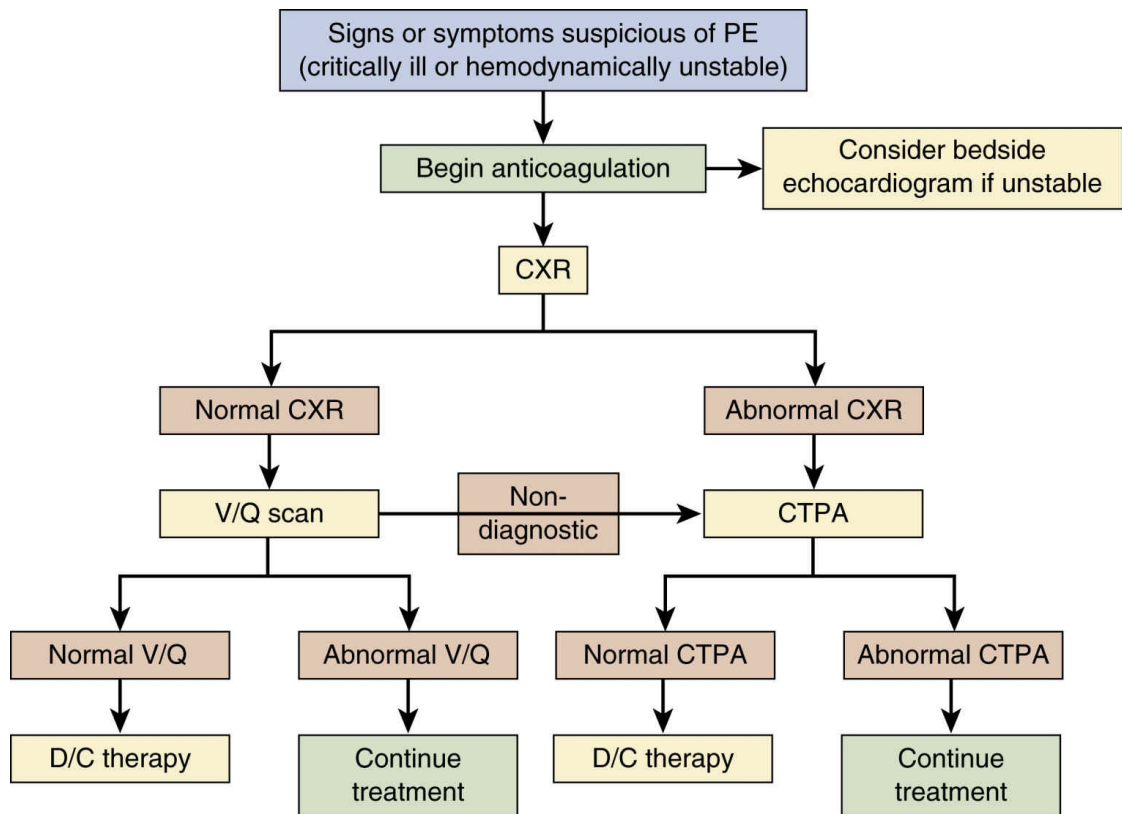 Signs or symptoms suspicious of PE
(critically ill or hemodynamically unstable)
Begin anticoagulation
Consider bedside
echocardiogram if unstable
CXR
Normal CXR
Abnormal CXR
V/Q scan
Non-
diagnostic
CTPA
Normal V/Q
Abnormal V/Q
Normal CTPA
Abnormal CTPA
D/C therapy
Continue
treatment
D/C therapy
Continue
treatment